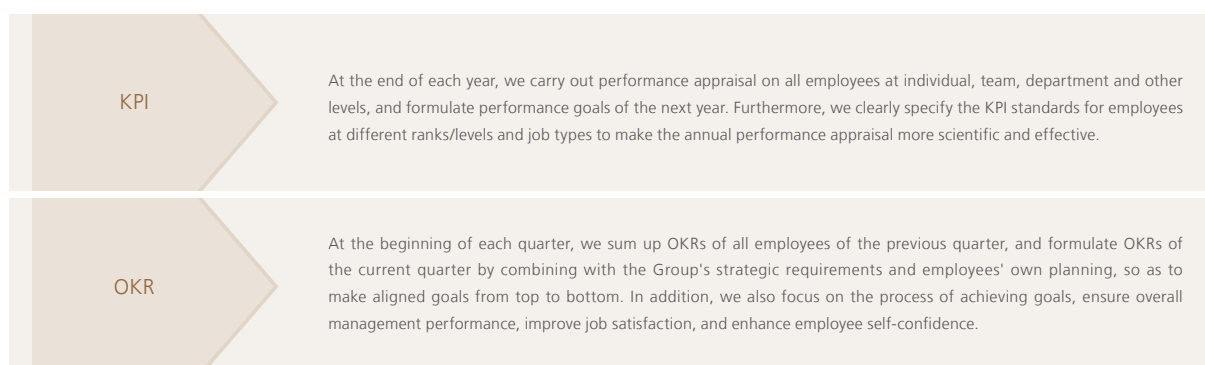 KPI
At the end of each year, we carry out performance appraisal on all employees at individual, team, department and other
levels, and formulate performance goals of the next year. Furthermore, we clearly specify the KPI standards for employees
at different ranks/levels and job types to make the annual performance appraisal more scientific and effective.
OKR
At the beginning of each quarter, we sum up OKRs of all employees of the previous quarter, and formulate OKRs of
the current quarter by combining with the Group's strategic requirements and employees' own planning, so as to
make aligned goals from top to bottom. In addition, we also focus on the process of achieving goals, ensure overall
management performance, improve job satisfaction, and enhance employee self-confidence.